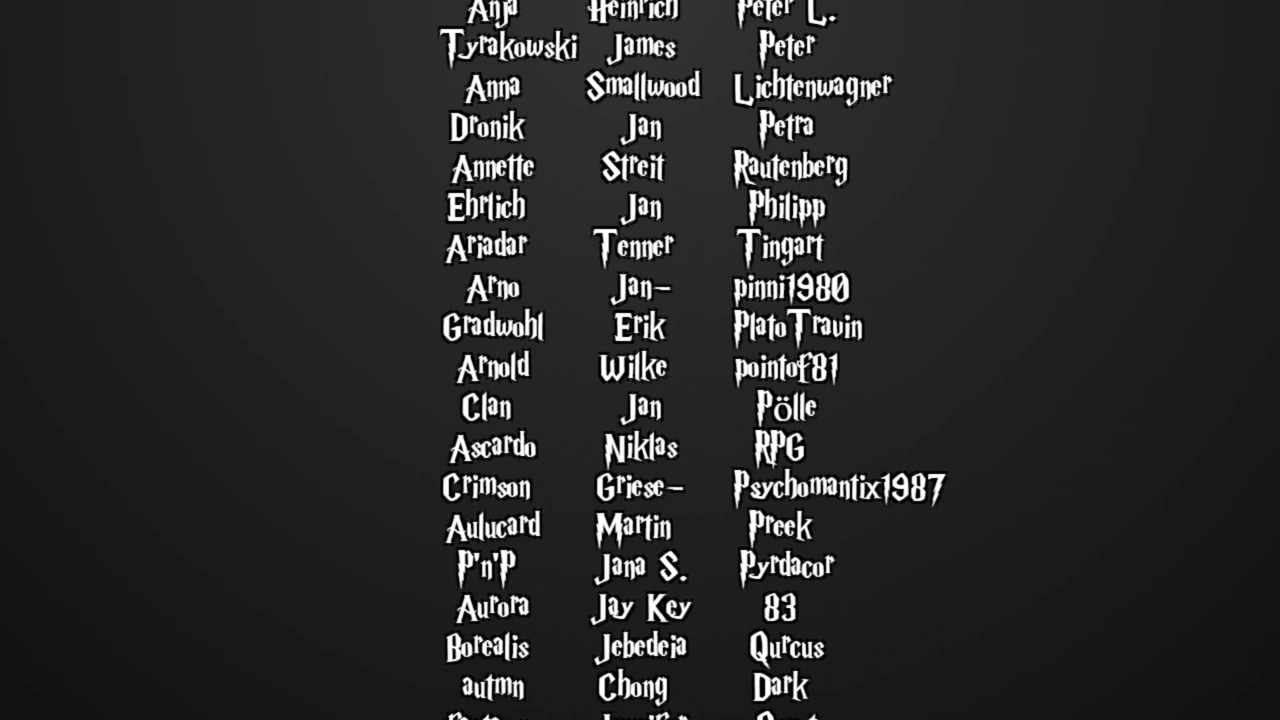 Anja Heinrich Peter L.
Tyrakowski James Peter
Anna Smallwood Lichtenwagner
Dronik Jan Petra
Annette Streit Rautenberg
Ehrlich Jan Philipp
Ariadar Tenner Tingart
Arno Jan- pinni1980
Gradwohl Erik PlatoTravin
Arnold Wilke pointof81
Clan Jan Pölle
Ascardo Niklas RPG
Crimson Griese- Psychomantix1987
Aulucard Martin Preek
P'n'P Jana S. Pyrdacor
Aurora Jay Key 83
Borealis Jebedeia Qurcus
autmn Chong Dark